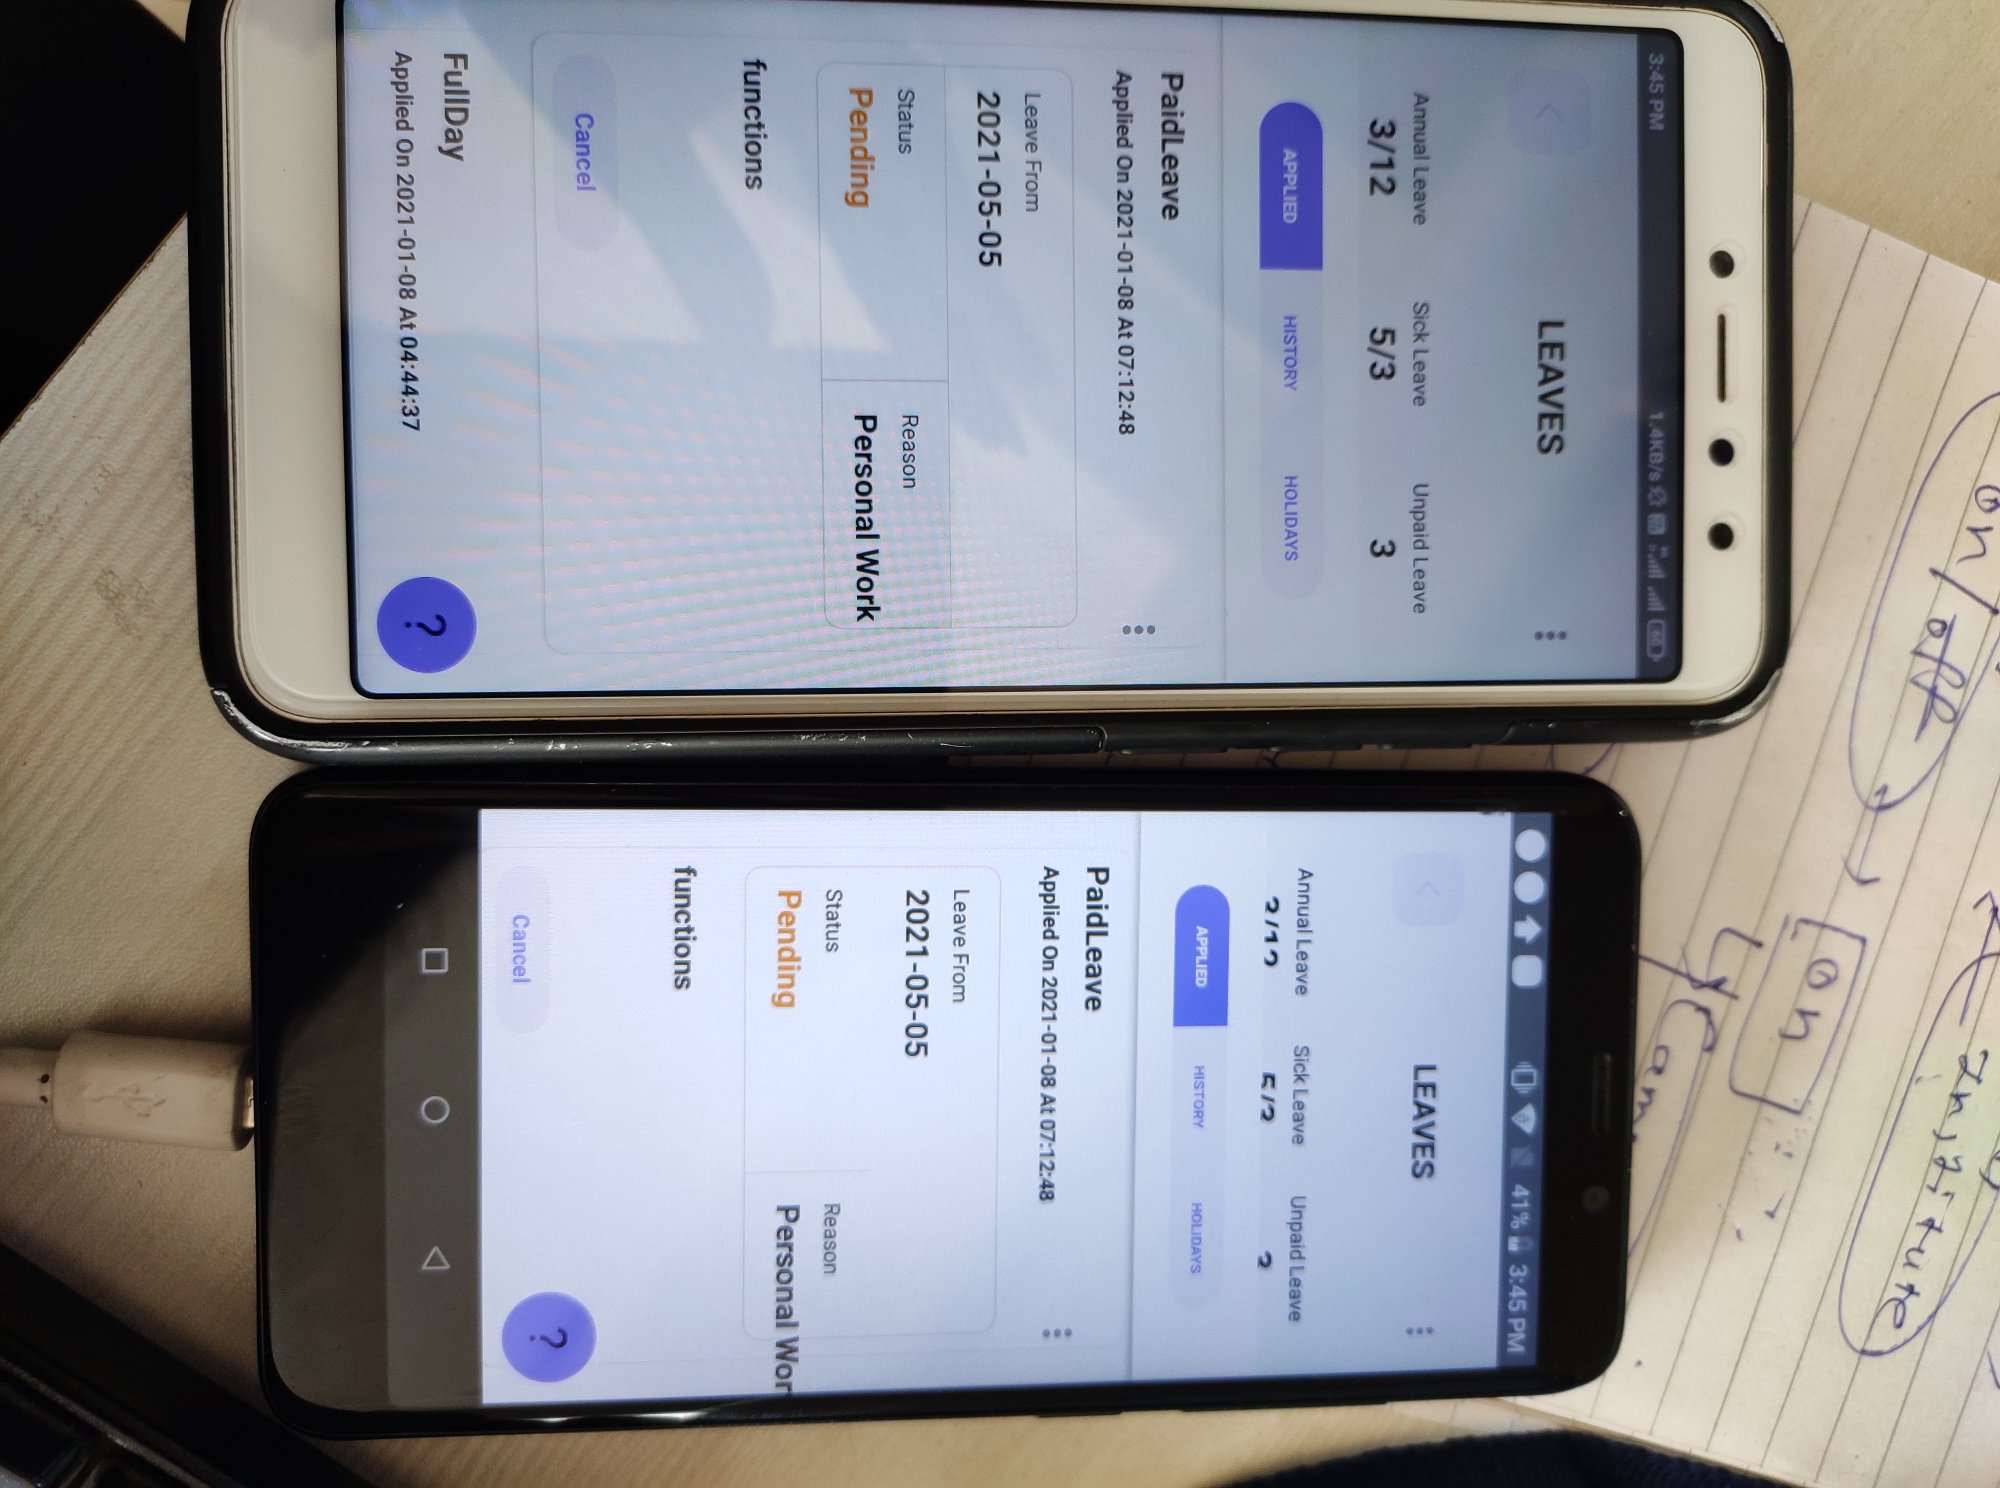 3:45 PM
1.4KB/s
LEAVES
Annual Leave Sick Leave Unpaid Leave
3/12 5/3 3
APPLIED HISTORY HOLIDAYS
PaidLeave
Applied On 2021-01-08 At 07:12:48
Leave From
2021-05-05
Status Reason
Pending Personal Work
functions
Cancel
FullDay
Applied On 2021-01-08 At 04:44:37
?
41% 3:45 PM
LEAVES
Annual Leave Sick Leave Unpaid Leave
APPLIED HISTORY HOLIDAYS
PaidLeave
Applied On 2021-01-08 At 07:12:48
Leave From
2021-05-05
Status Reason
Pending Personal Wor
functions
Cancel
?
on/off
on